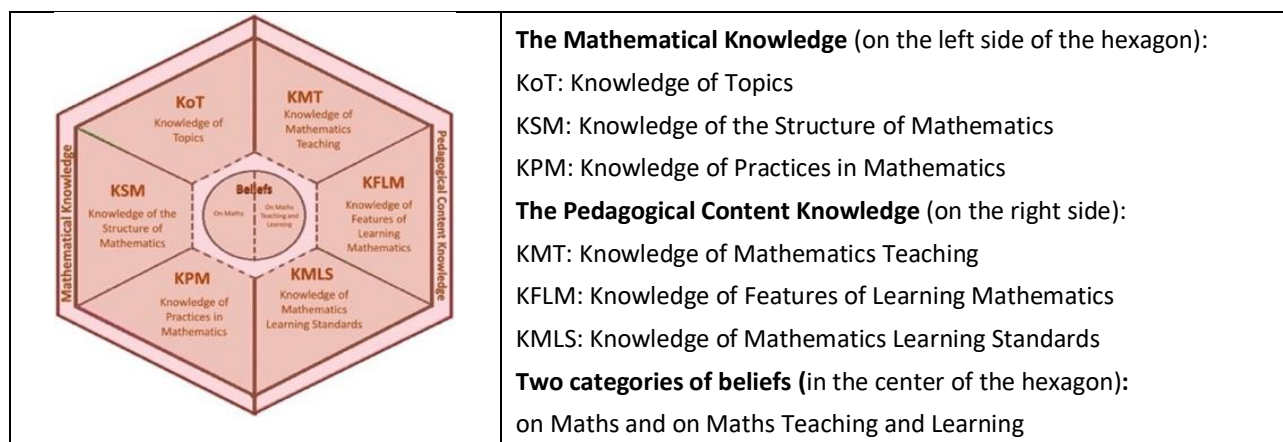 KoT
Knowledge of
Topics
KMT
Knowledge of
Mathematics
Teaching
KSM
Knowledge of the
Structure of
Mathematics
Beliefs
On Maths
On Maths
Teaching and
Learning
KFLM
Knowledge of
Features of
Learning
Mathematics
KPM
Knowledge of
Practices in
Mathematics
KMLS
Knowledge of
Mathematics
Learning Standards
Mathematical Knowledge
Pedagogical Content Knowledge
The Mathematical Knowledge (on the left side of the hexagon):
KoT: Knowledge of Topics
KSM: Knowledge of the Structure of Mathematics
KPM: Knowledge of Practices in Mathematics
The Pedagogical Content Knowledge (on the right side):
KMT: Knowledge of Mathematics Teaching
KFLM: Knowledge of Features of Learning Mathematics
KMLS: Knowledge of Mathematics Learning Standards
Two categories of beliefs (in the center of the hexagon):
on Maths and on Maths Teaching and Learning